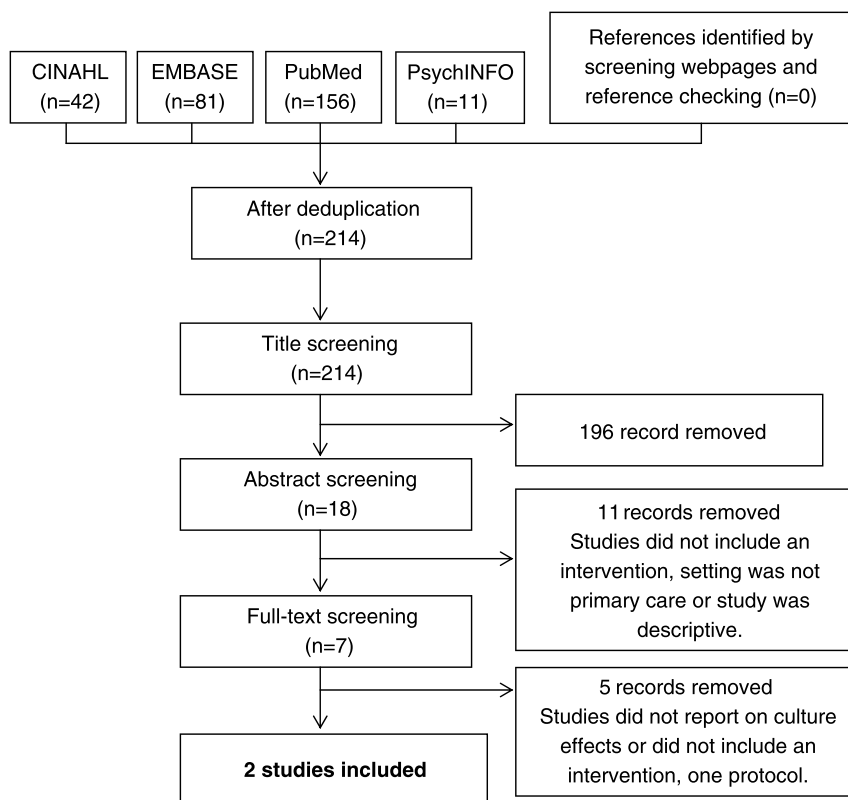 CINAHL
(n=42)
EMBASE
(n=81)
PubMed
(n=156)
PsychINFO
(n=11)
References identified by
screening webpages and
reference checking (n=0)
After deduplication
(n=214)
Title screening
(n=214)
196 record removed
Abstract screening
(n=18)
11 records removed
Studies did not include an
intervention, setting was not
primary care or study was
descriptive.
Full-text screening
(n=7)
5 records removed
Studies did not report on culture
effects or did not include an
intervention, one protocol.
2 studies included